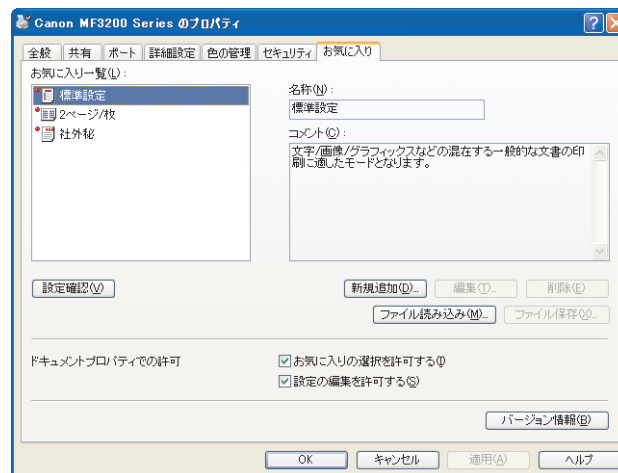 Canon MF3200 Series のプロパティ
全般 共有 ポート 詳細設定 色の管理 セキュリティ お気に入り
お気に入り一覧(L):
標準設定
2ページ/枚
社外秘
名称(N):
標準設定
コメント(C):
文字/画像/グラフィックスなどの混在する一般的な文書の印
刷に適したモードとなります。
設定確認(V)
新規追加(D)... 編集(T)... 削除(E)
ファイル読み込み(M)... ファイル保存(X)...
ドキュメントプロパティでの許可
お気に入りの選択を許可する(I)
設定の編集を許可する(S)
バージョン情報(B)
OK キャンセル 適用(A) ヘルプ